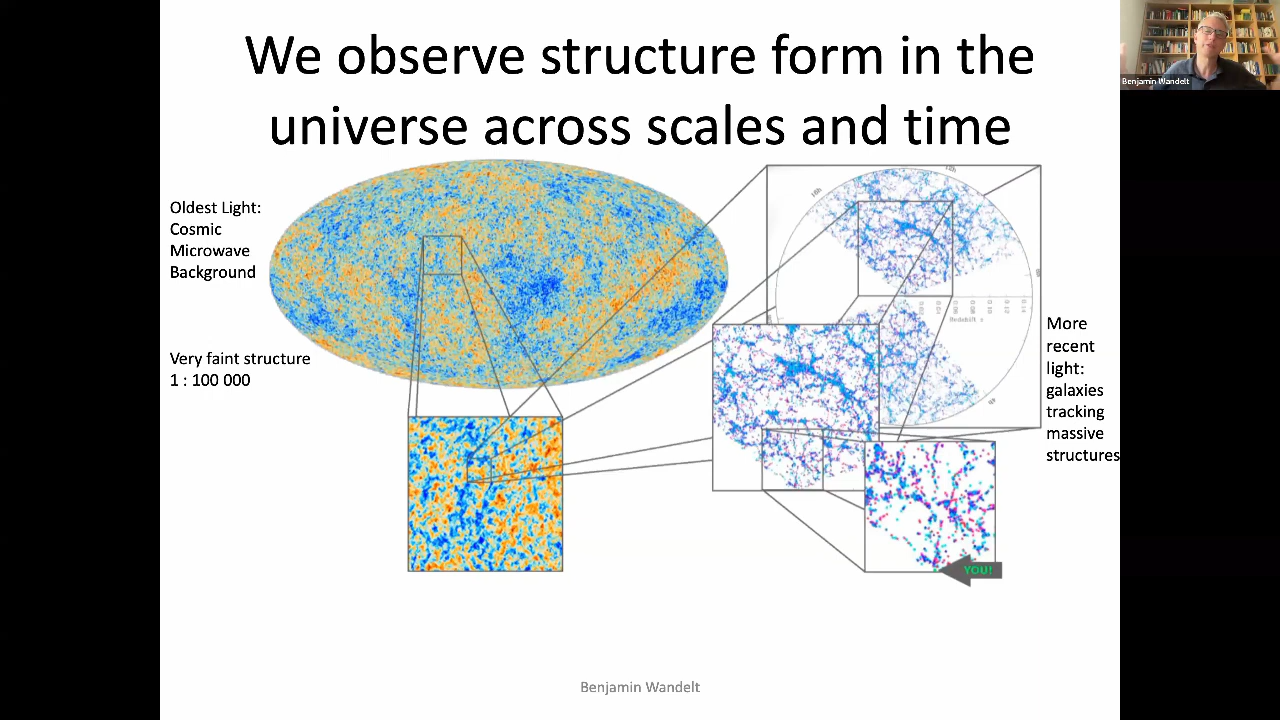 We observe structure form in the
universe across scales and time
Benjamin Wandelt
Oldest Light:
Cosmic
Microwave
Background
Very faint structure
1 : 100 000
Redshift z
More
recent
light:
galaxies
tracking
massive
structures
YOU!
Benjamin Wandelt